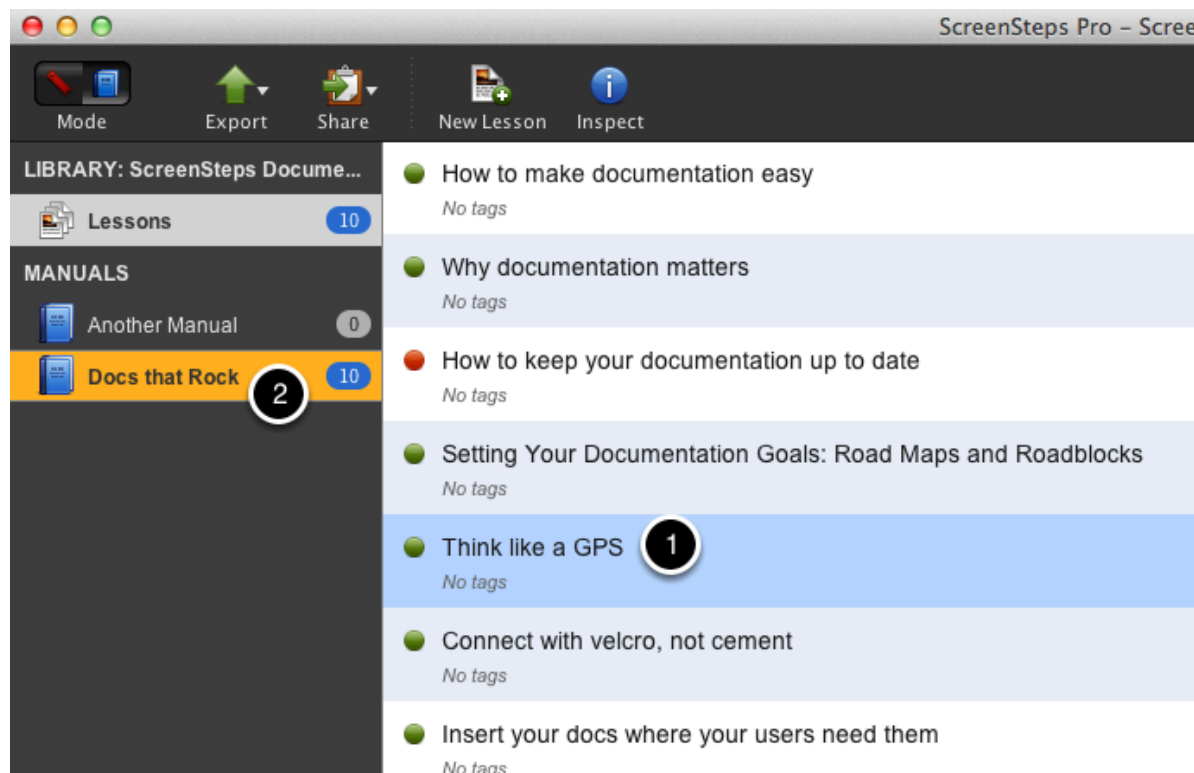 ScreenSteps Pro – Scree
Mode
Export
Share
New Lesson
Inspect
LIBRARY: ScreenSteps Docume...
Lessons 10
MANUALS
Another Manual 0
Docs that Rock 2 10
How to make documentation easy
No tags
Why documentation matters
No tags
How to keep your documentation up to date
No tags
Setting Your Documentation Goals: Road Maps and Roadblocks
No tags
Think like a GPS 1
No tags
Connect with velcro, not cement
No tags
Insert your docs where your users need them
No tags